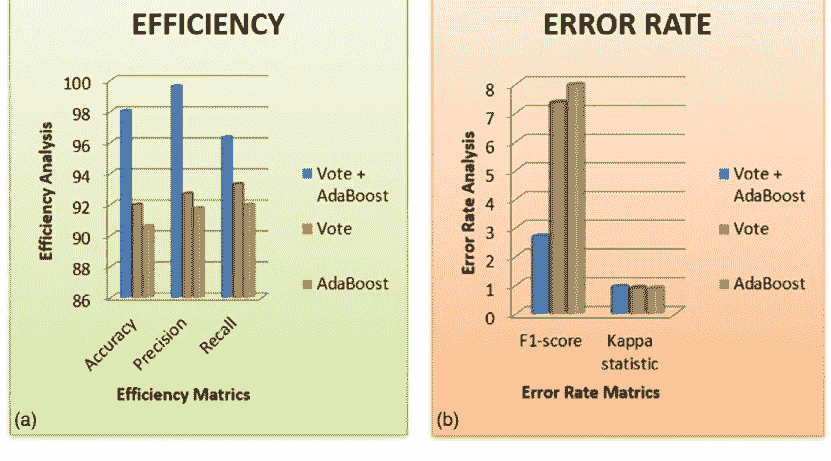 EFFICIENCY
Efficiency Analysis
100
98
96
94
92
90
88
86
Accuracy
Precision
Recall
Efficiency Matrics
Vote +
AdaBoost
Vote
AdaBoost
(a)
ERROR RATE
Error Rate Analysis
8
7
6
5
4
3
2
1
0
F1-score
Kappa
statistic
Error Rate Matrics
Vote +
AdaBoost
Vote
AdaBoost
(b)